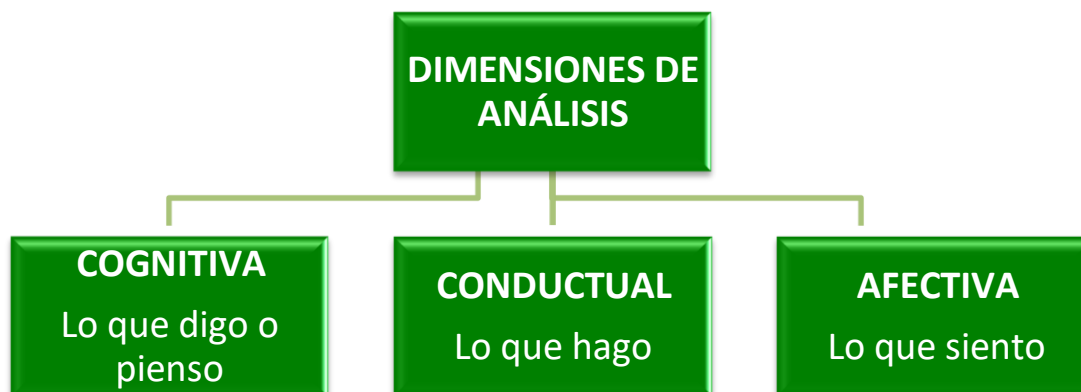 DIMENSIONES DE
ANÁLISIS
COGNITIVA
Lo que digo o
pienso
CONDUCTUAL
Lo que hago
AFECTIVA
Lo que siento